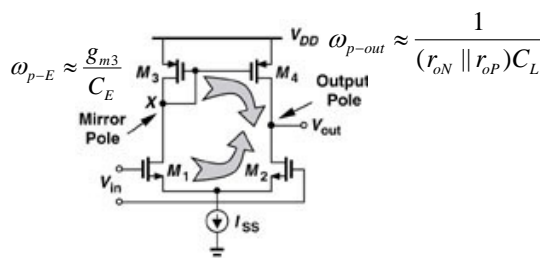 ω_{p-E} ≈ g_{m3} / C_E
V_{DD}
ω_{p-out} ≈ 1 / ((r_{oN} || r_{oP})C_L)
M_3
M_4
X
Mirror
Pole
Output
Pole
V_{out}
V_{in}
M_1
M_2
I_{SS}